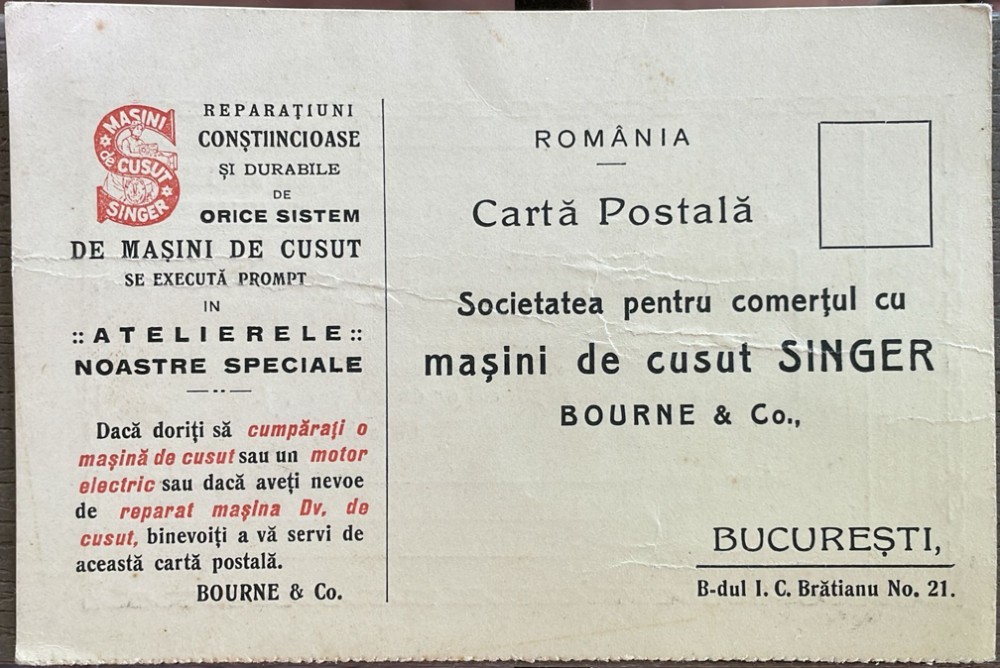 MAȘINI
de CUSUT
SINGER
REPARAȚIUNI
CONȘTIINCIOASE
ȘI DURABILE
DE
ORICE SISTEM
DE MAȘINI DE CUSUT
SE EXECUTĂ PROMPT
IN
:: ATELIERELE ::
NOASTRE SPECIALE
Dacă doriți să cumpărați o
mașină de cusut sau un motor
electric sau dacă aveți nevoe
de reparat mașina Dv. de
cusut, binevoiți a vă servi de
această cartă postală.
BOURNE & Co.
ROMÂNIA
Cartă Postală
Societatea pentru comerțul cu
mașini de cusut SINGER
BOURNE & Co.,
BUCUREȘTI,
B-dul I. C. Brătianu No. 21.